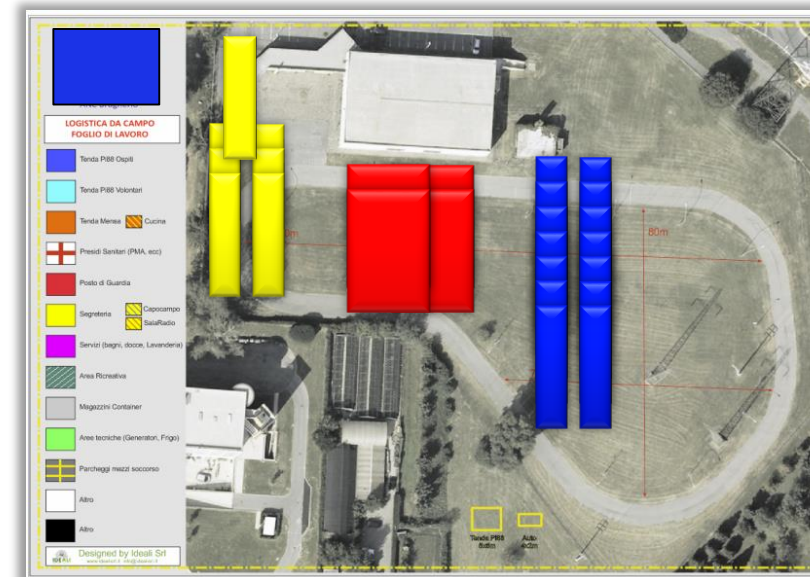 LOGISTICA DA CAMPO
FOGLIO DI LAVORO
Tenda Pi88 Ospiti
Tenda Pi88 Volontari
Tenda Mensa
Cucina
Presidi Sanitari (PMA, ecc)
Posto di Guardia
Segreteria
Capocampo
SalaRadio
Servizi (bagni, docce, Lavanderia)
Area Ricreativa
Magazzini Container
Aree tecniche (Generatori, Frigo)
Parcheggi mezzi soccorso
Altro
Altro
Designed by Ideali Srl
80m
Tenda PI88
Auto